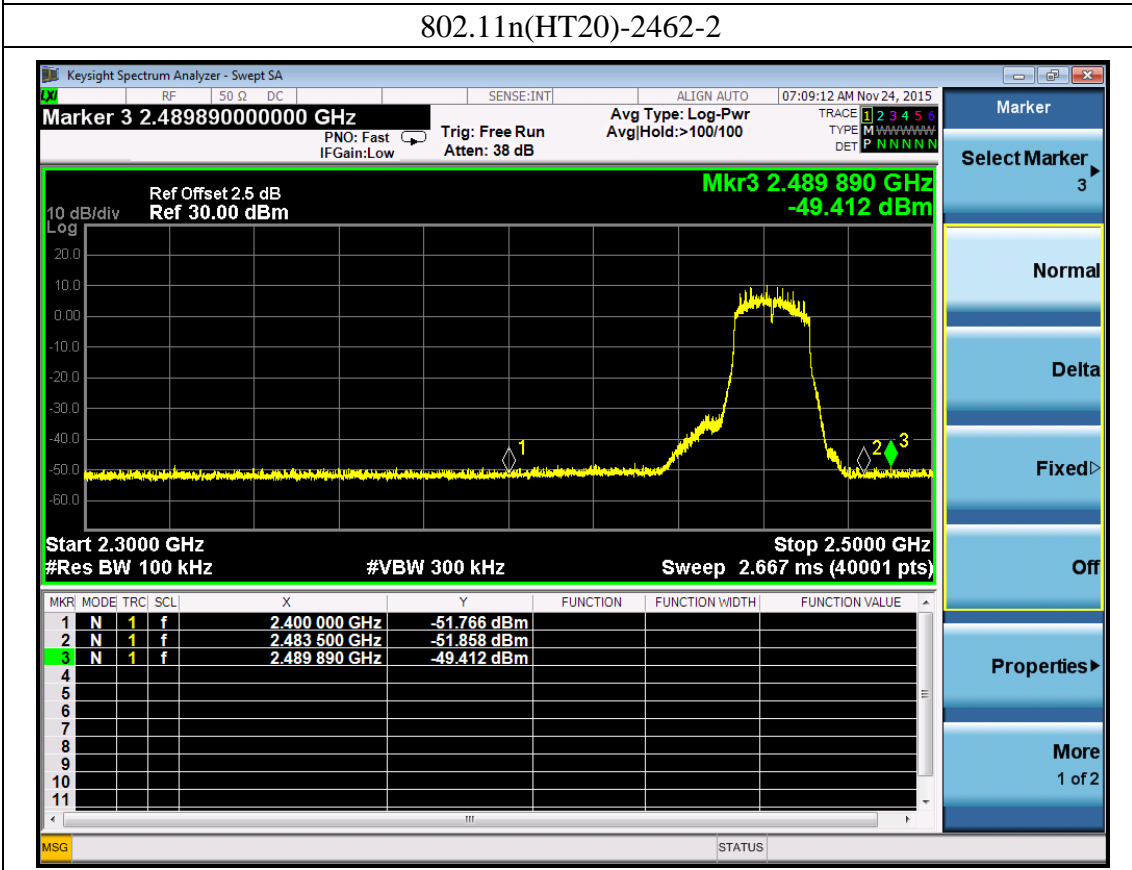 802.11n(HT20)-2462-2
Keysight Spectrum Analyzer - Swept SA
LXI RF 50 Ω DC SENSE:INT ALIGN AUTO 07:09:12 AM Nov 24, 2015
Marker 3 2.489890000000 GHz
PNO: Fast
IFGain:Low
Trig: Free Run
Atten: 38 dB
Avg Type: Log-Pwr
Avg|Hold:>100/100
TRACE 1 2 3 4 5 6
TYPE M WWWWW
DET P N N N N N
Mkr3 2.489 890 GHz
-49.412 dBm
Ref Offset 2.5 dB
10 dB/div Ref 30.00 dBm
Log
20.0
10.0
0.00
-10.0
-20.0
-30.0
-40.0
-50.0
-60.0
1
2
3
Start 2.3000 GHz Stop 2.5000 GHz
#Res BW 100 kHz #VBW 300 kHz Sweep 2.667 ms (40001 pts)
MKR MODE TRC SCL X Y FUNCTION FUNCTION WIDTH FUNCTION VALUE
1 N 1 f 2.400 000 GHz -51.766 dBm
2 N 1 f 2.483 500 GHz -51.858 dBm
3 N 1 f 2.489 890 GHz -49.412 dBm
4
5
6
7
8
9
10
11
MSG STATUS
Marker
Select Marker
3
Normal
Delta
Fixed
Off
Properties
More
1 of 2